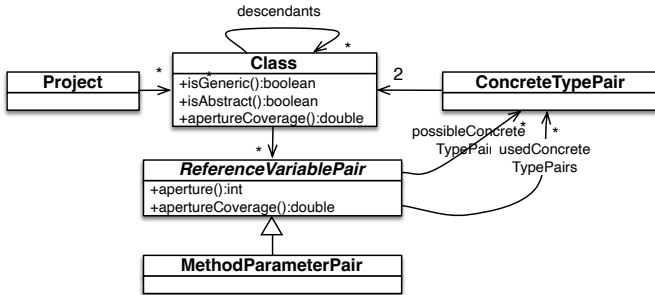 descendants
*
Class
+isGeneric():boolean
*
+isAbstract():boolean
+apertureCoverage():double
Project
*
2
ConcreteTypePair
*
ReferenceVariablePair
+aperture():int
+apertureCoverage():double
possibleConcrete
TypePair
*
usedConcrete
TypePairs
*
MethodParameterPair